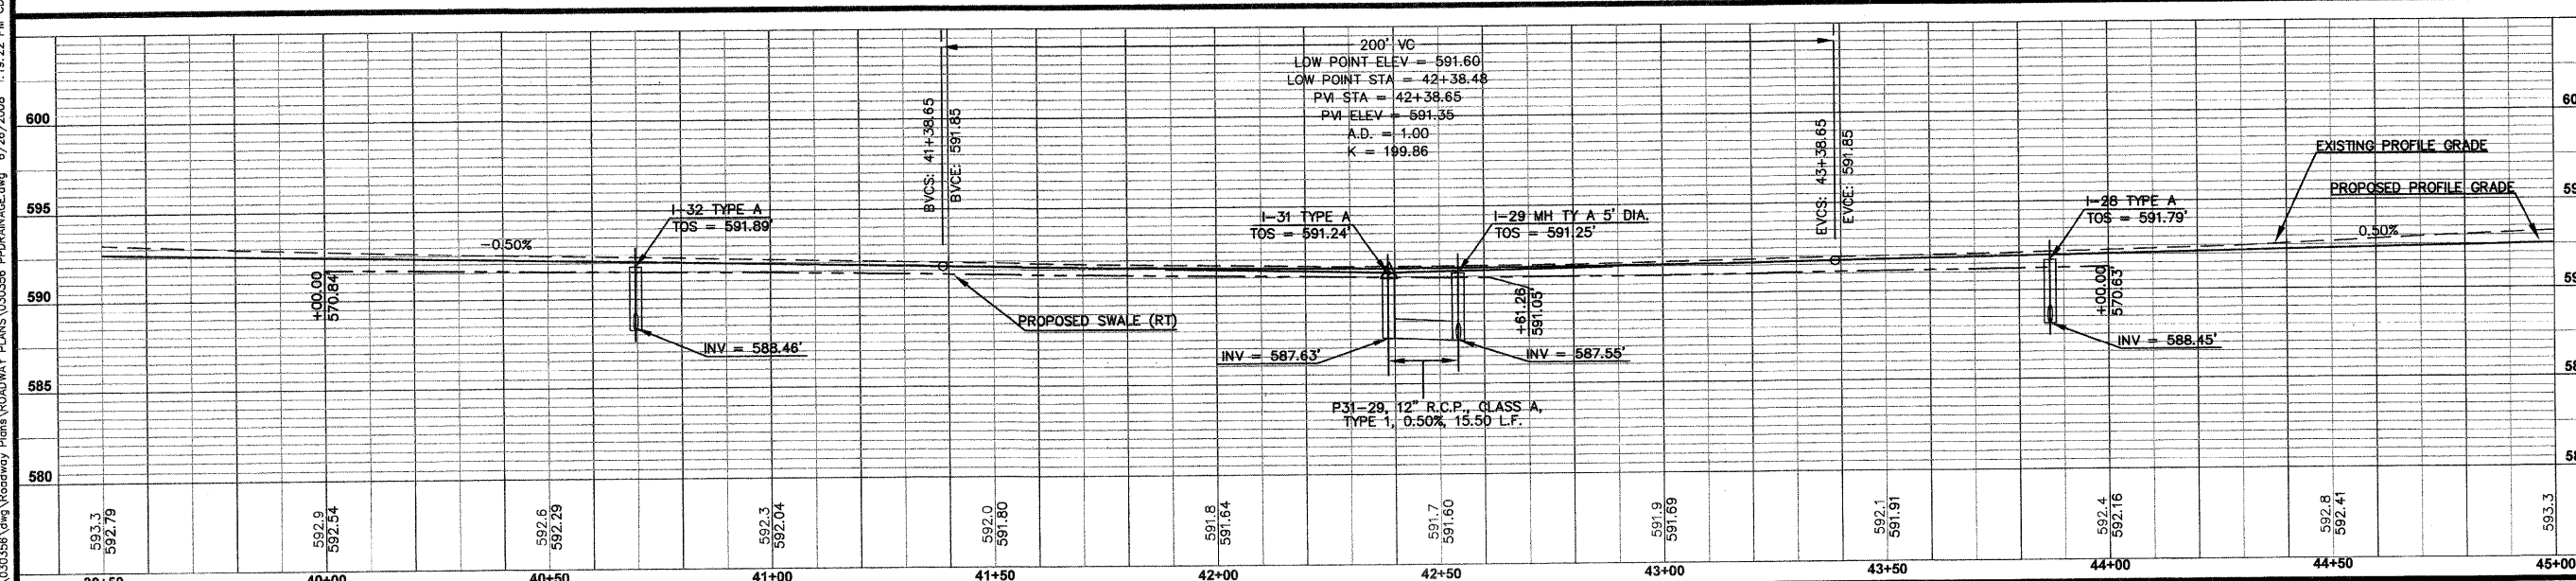 200' VC
LOW POINT ELEV = 591.60
LOW POINT STA = 42+38.48
PVI STA = 42+38.65
PVI ELEV = 591.35
A.D. = 1.00
K = 199.86
BVCS: 41+38.65
BVCE: 591.85
EVCS: 43+38.65
EVCE: 591.85
EXISTING PROFILE GRADE
PROPOSED PROFILE GRADE
600
595
590
585
580
-0.50%
0.50%
I-32 TYPE A
TOS = 591.89'
I-31 TYPE A
TOS = 591.24'
I-29 MH TY A 5' DIA.
TOS = 591.25'
I-28 TYPE A
TOS = 591.79'
+00.00
570.84'
PROPOSED SWALE (RT)
+61.26
591.05'
+00.00
570.63'
INV = 588.46'
INV = 587.63'
INV = 587.55'
INV = 588.45'
P31-29, 12" R.C.P., CLASS A,
TYPE 1, 0.50%, 15.50 L.F.
593.3
592.79
592.9
592.54
592.6
592.29
592.3
592.04
592.0
591.80
591.8
591.64
591.7
591.60
591.9
591.69
592.1
591.91
592.4
592.16
592.8
592.41
593.3
40+00
40+50
41+00
41+50
42+00
42+50
43+00
43+50
44+00
44+50